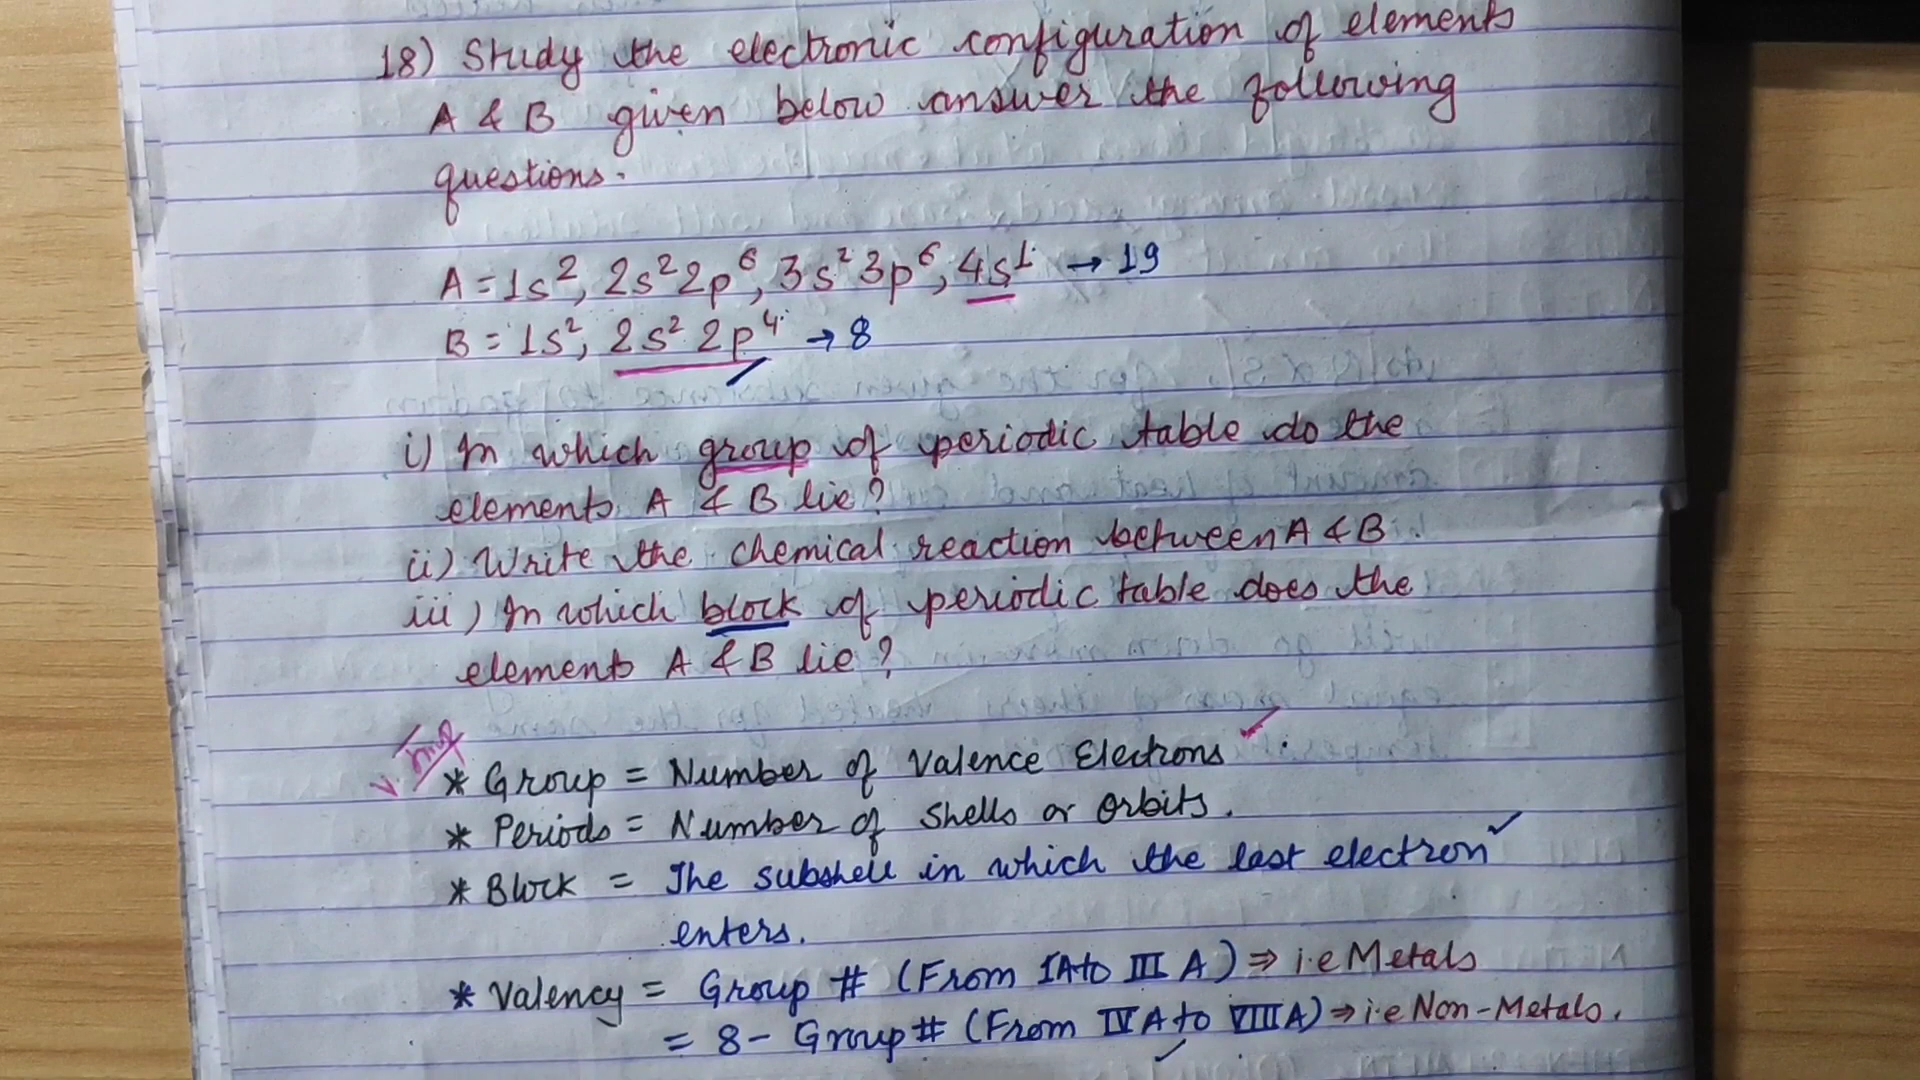 18) Study the electronic configuration of elements
A & B given below answer the following
questions.
A = 1s², 2s² 2p⁶, 3s² 3p⁶, 4s¹ → 19
B = 1s², 2s² 2p⁴ → 8
i) In which group of periodic table do the
elements A & B lie?
ii) Write the chemical reaction between A & B.
iii) In which block of periodic table does the
elements A & B lie?
V. Imp
* Group = Number of Valence Electrons
* Periods = Number of Shells or Orbits.
* Block = The subshell in which the last electron
enters.
* Valency = Group # (From IA to III A) ⇒ i.e Metals
= 8 - Group # (From IV A to VIII A) ⇒ i.e Non-Metals.